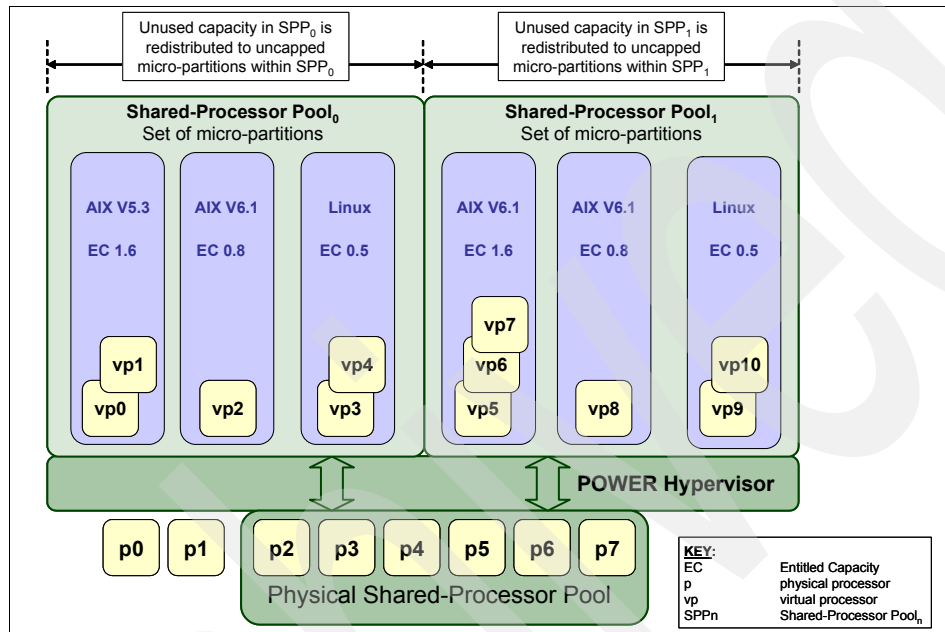 Unused capacity in SPP0 is
redistributed to uncapped
micro-partitions within SPP0
Unused capacity in SPP1 is
redistributed to uncapped
micro-partitions within SPP1
Shared-Processor Pool0
Set of micro-partitions
AIX V5.3
EC 1.6
vp1
vp0
AIX V6.1
EC 0.8
vp2
Linux
EC 0.5
vp4
vp3
Shared-Processor Pool1
Set of micro-partitions
AIX V6.1
EC 1.6
vp7
vp6
vp5
AIX V6.1
EC 0.8
vp8
Linux
EC 0.5
vp10
vp9
POWER Hypervisor
p0 p1 p2 p3 p4 p5 p6 p7
Physical Shared-Processor Pool
KEY:
EC Entitled Capacity
p physical processor
vp virtual processor
SPPn Shared-Processor Pooln